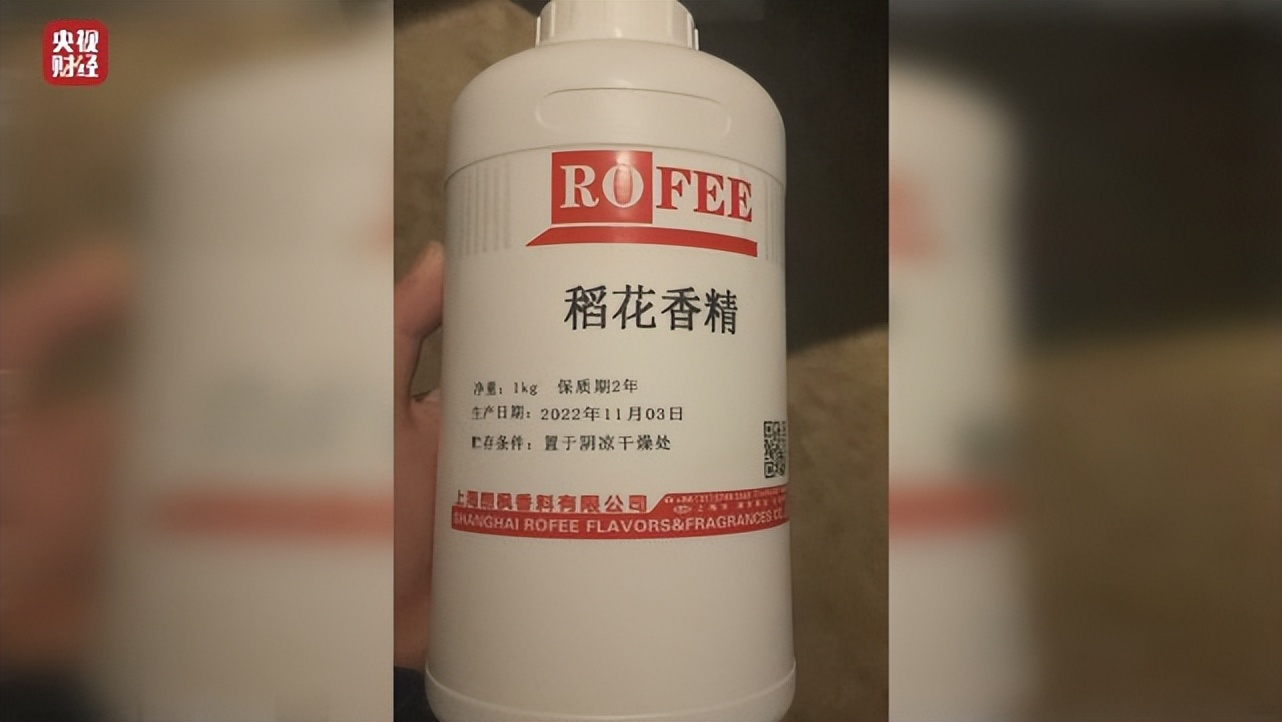 央视
财经
ROFEE
稻花香精
净重：1kg 保质期2年
生产日期：2022年11月03日
贮存条件：置于阴凉干燥处
上海 香料有限公司
SHANGHAI ROFEE FLAVORS&FRAGRANCES CO